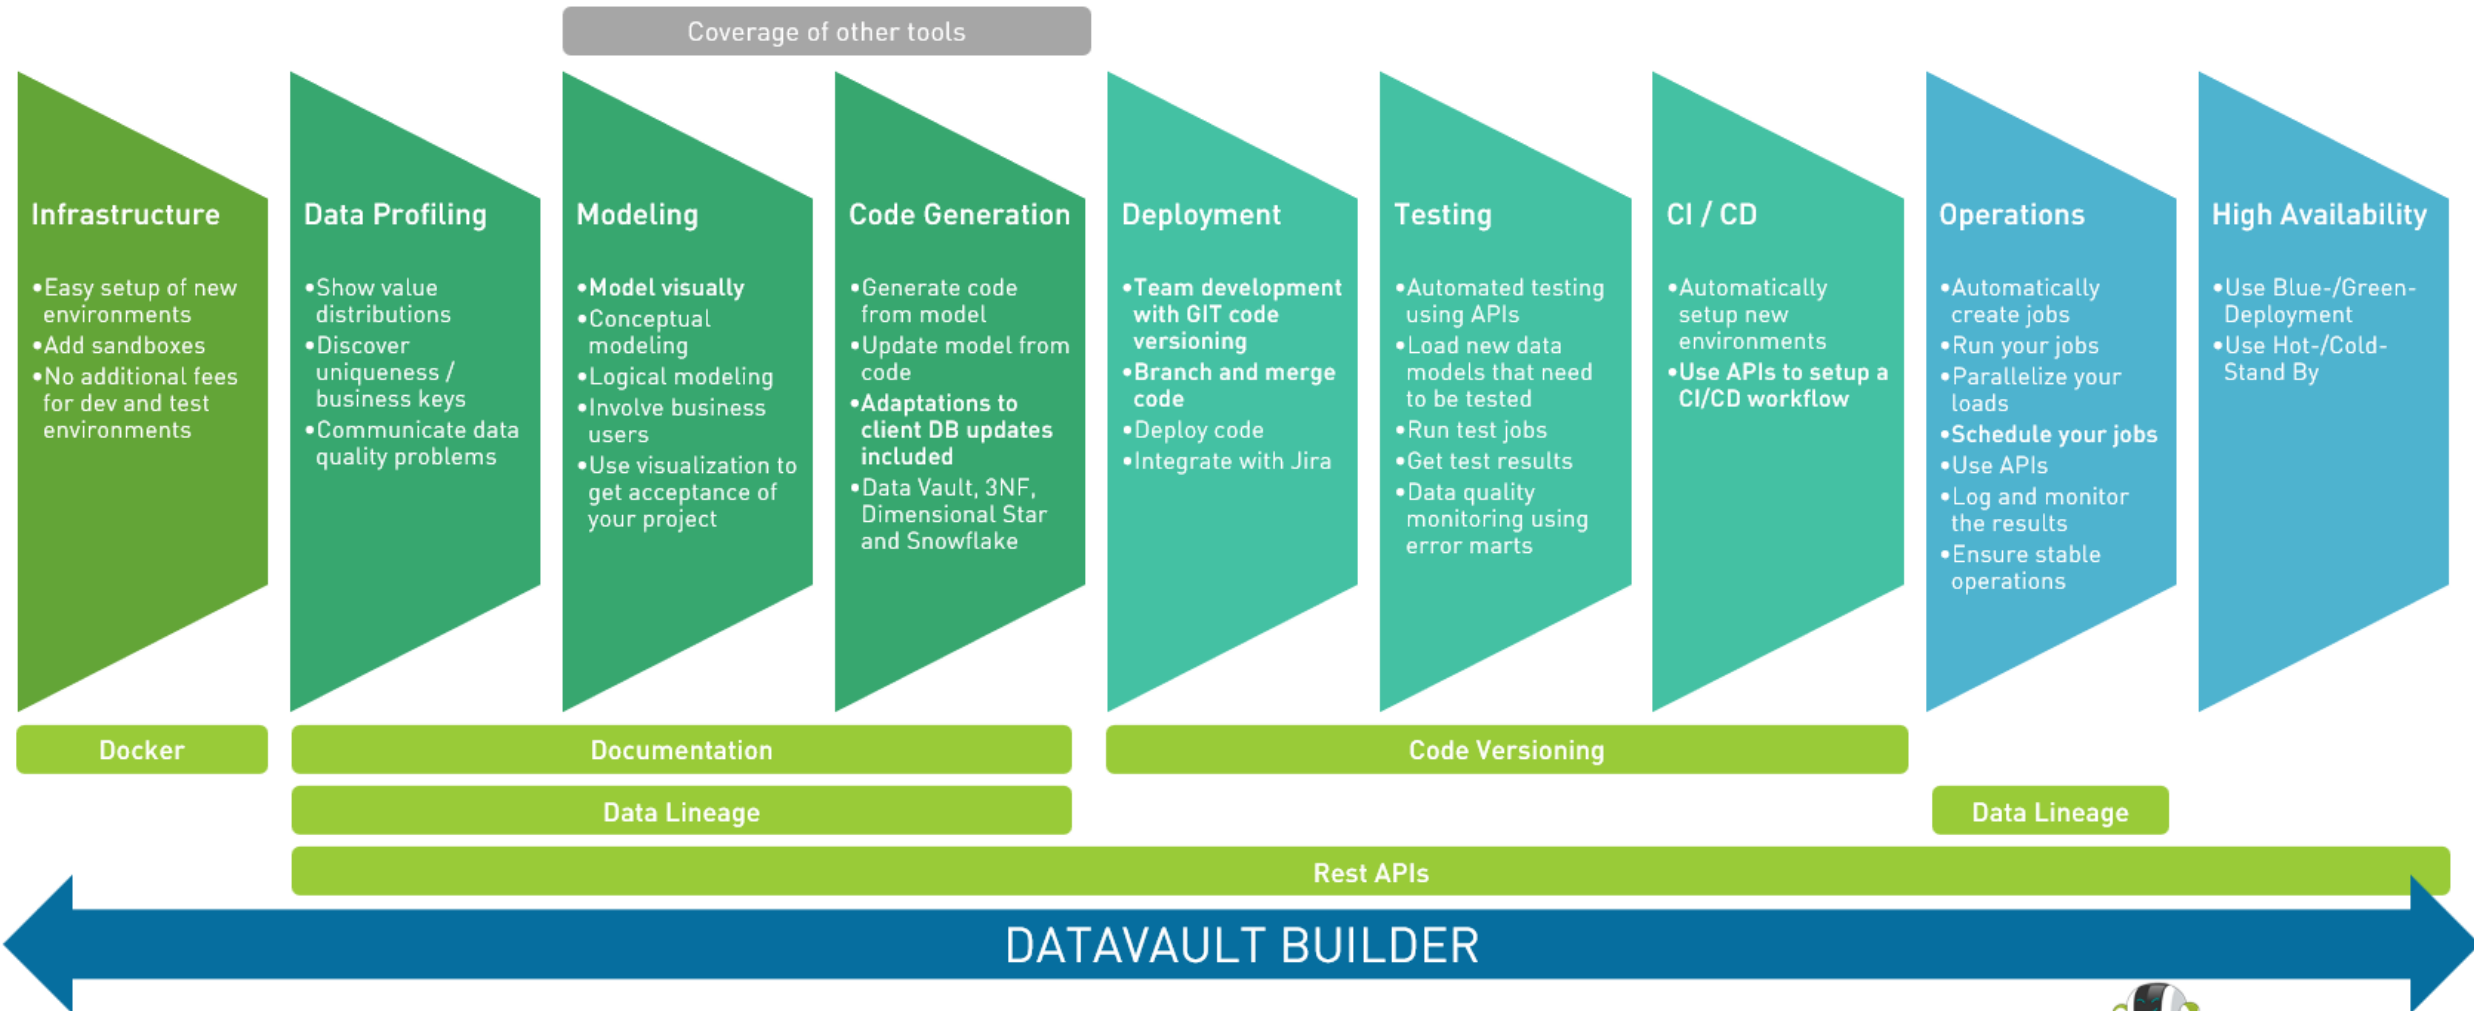 Coverage of other tools
Infrastructure
•Easy setup of new
environments
•Add sandboxes
•No additional fees
for dev and test
environments
Data Profiling
•Show value
distributions
•Discover
uniqueness /
business keys
•Communicate data
quality problems
Modeling
•Model visually
•Conceptual
modeling
•Logical modeling
•Involve business
users
•Use visualization to
get acceptance of
your project
Code Generation
•Generate code
from model
•Update model from
code
•Adaptations to
client DB updates
included
•Data Vault, 3NF,
Dimensional Star
and Snowflake
Deployment
•Team development
with GIT code
versioning
•Branch and merge
code
•Deploy code
•Integrate with Jira
Testing
•Automated testing
using APIs
•Load new data
models that need
to be tested
•Run test jobs
•Get test results
•Data quality
monitoring using
error marts
CI / CD
•Automatically
setup new
environments
•Use APIs to setup a
CI/CD workflow
Operations
•Automatically
create jobs
•Run your jobs
•Parallelize your
loads
•Schedule your jobs
•Use APIs
•Log and monitor
the results
•Ensure stable
operations
High Availability
•Use Blue-/Green-
Deployment
•Use Hot-/Cold-
Stand By
Docker
Documentation
Code Versioning
Data Lineage
Data Lineage
Rest APIs
DATAVAULT BUILDER